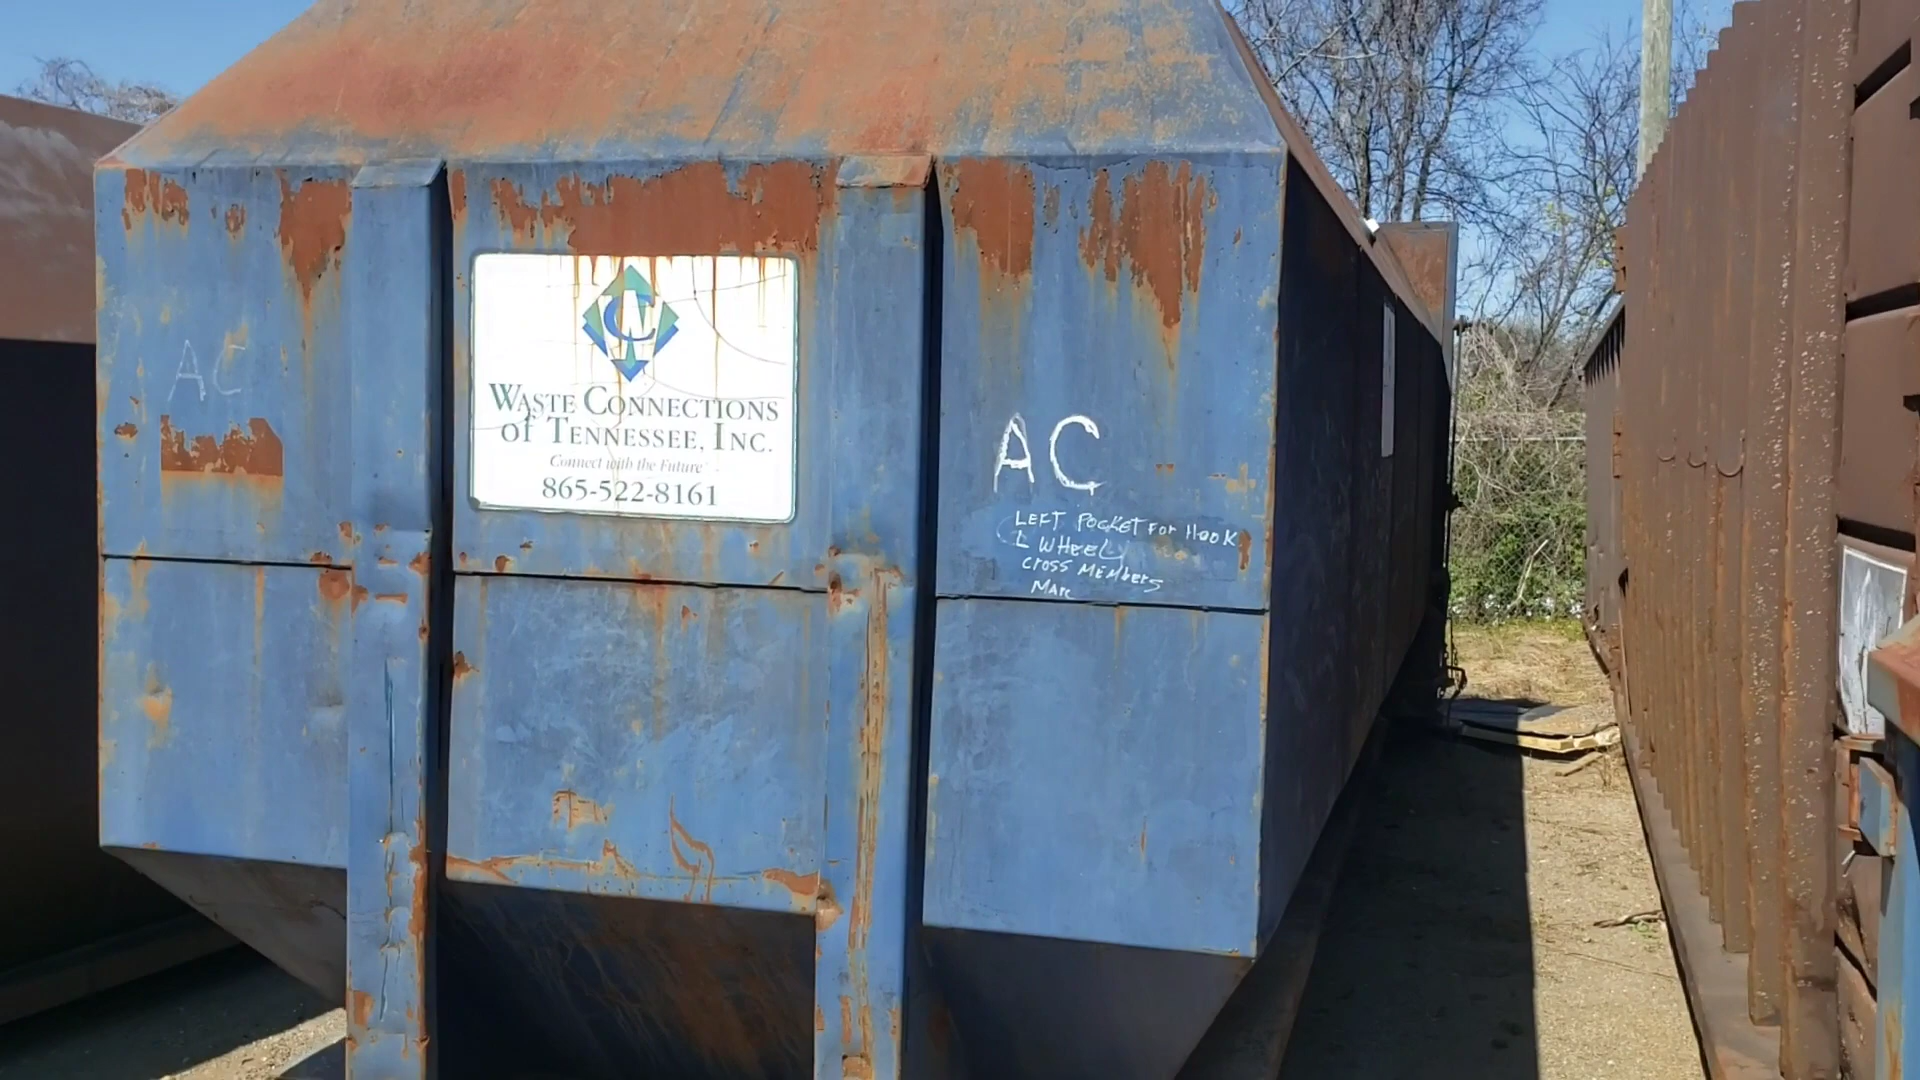 AC
WC
WASTE CONNECTIONS
of TENNESSEE, INC.
Connect with the Future
865-522-8161
AC
LEFT POCKET FOR HOOK
L WHEEL
CROSS MEMBERS
MARC